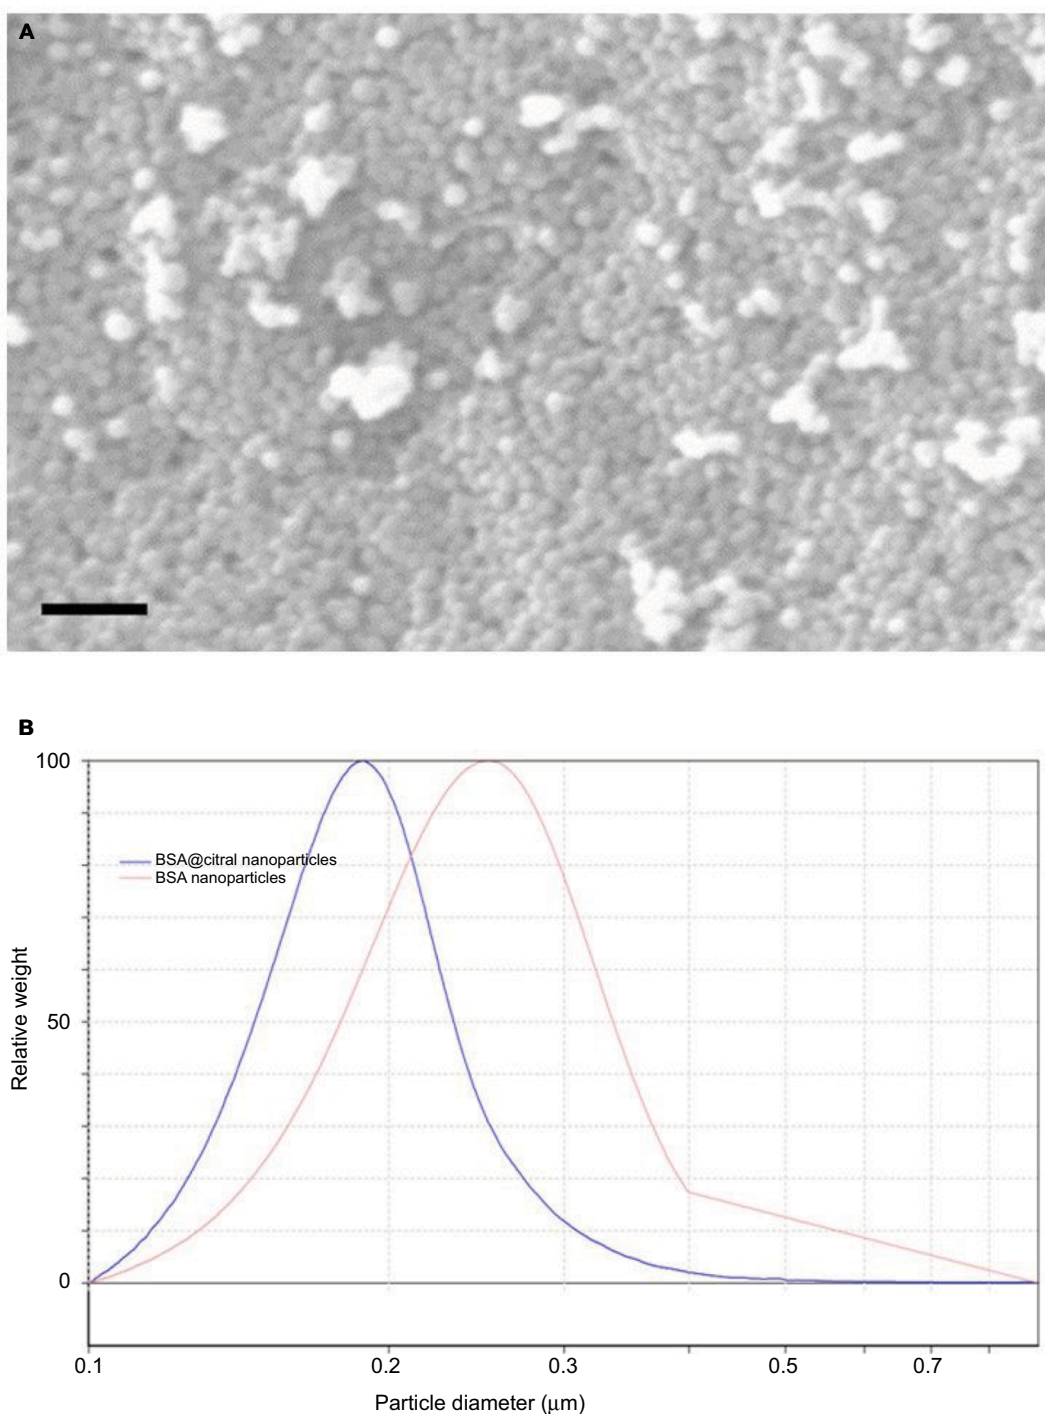 A
B
100
BSA@citral nanoparticles
BSA nanoparticles
Relative weight
50
0
0.1 0.2 0.3 0.5 0.7
Particle diameter (μm)